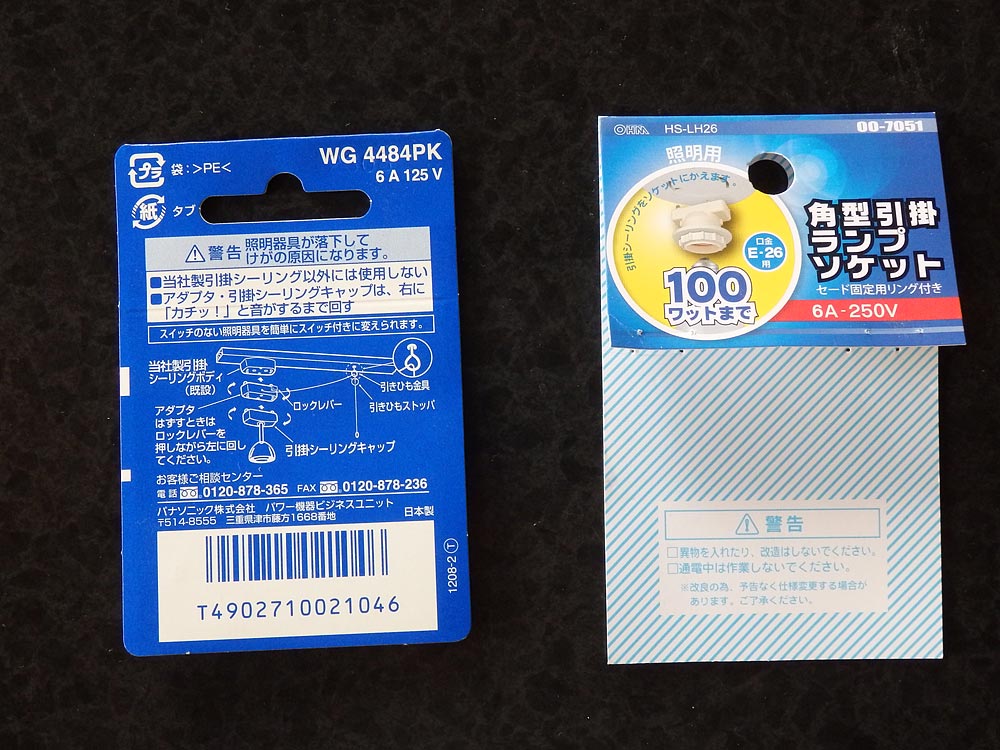 プラ
袋:>PE<
WG 4484PK
6 A 125 V
紙
タブ
警告 照明器具が落下して
けがの原因になります。
■当社製引掛シーリング以外には使用しない
■アダプタ・引掛シーリングキャップは、右に
「カチッ!」と音がするまで回す
スイッチのない照明器具を簡単にスイッチ付きに変えられます。
当社製引掛
シーリングボディ
(既設)
引きひも金具
ロックレバー
引きひもストッパ
アダプタ
はずすときは
ロックレバーを
押しながら左に回し
てください。
引掛シーリングキャップ
お客様ご相談センター
電話 0120-878-365 FAX 0120-878-236
パナソニック株式会社 パワー機器ビジネスユニット
〒514-8555 三重県津市藤方1668番地 日本製
1208-2 T
T4902710021046
OHM HS-LH26 00-7051
照明用
引掛シーリングをソケットにかえます。
口金
E-26
用
100
ワットまで
角型引掛
ランプ
ソケット
セード固定用リング付き
6A-250V
警告
□異物を入れたり、改造はしないでください。
□通電中は作業しないでください。
※改良の為、予告なく仕様変更する場合が
あります。ご了承ください。